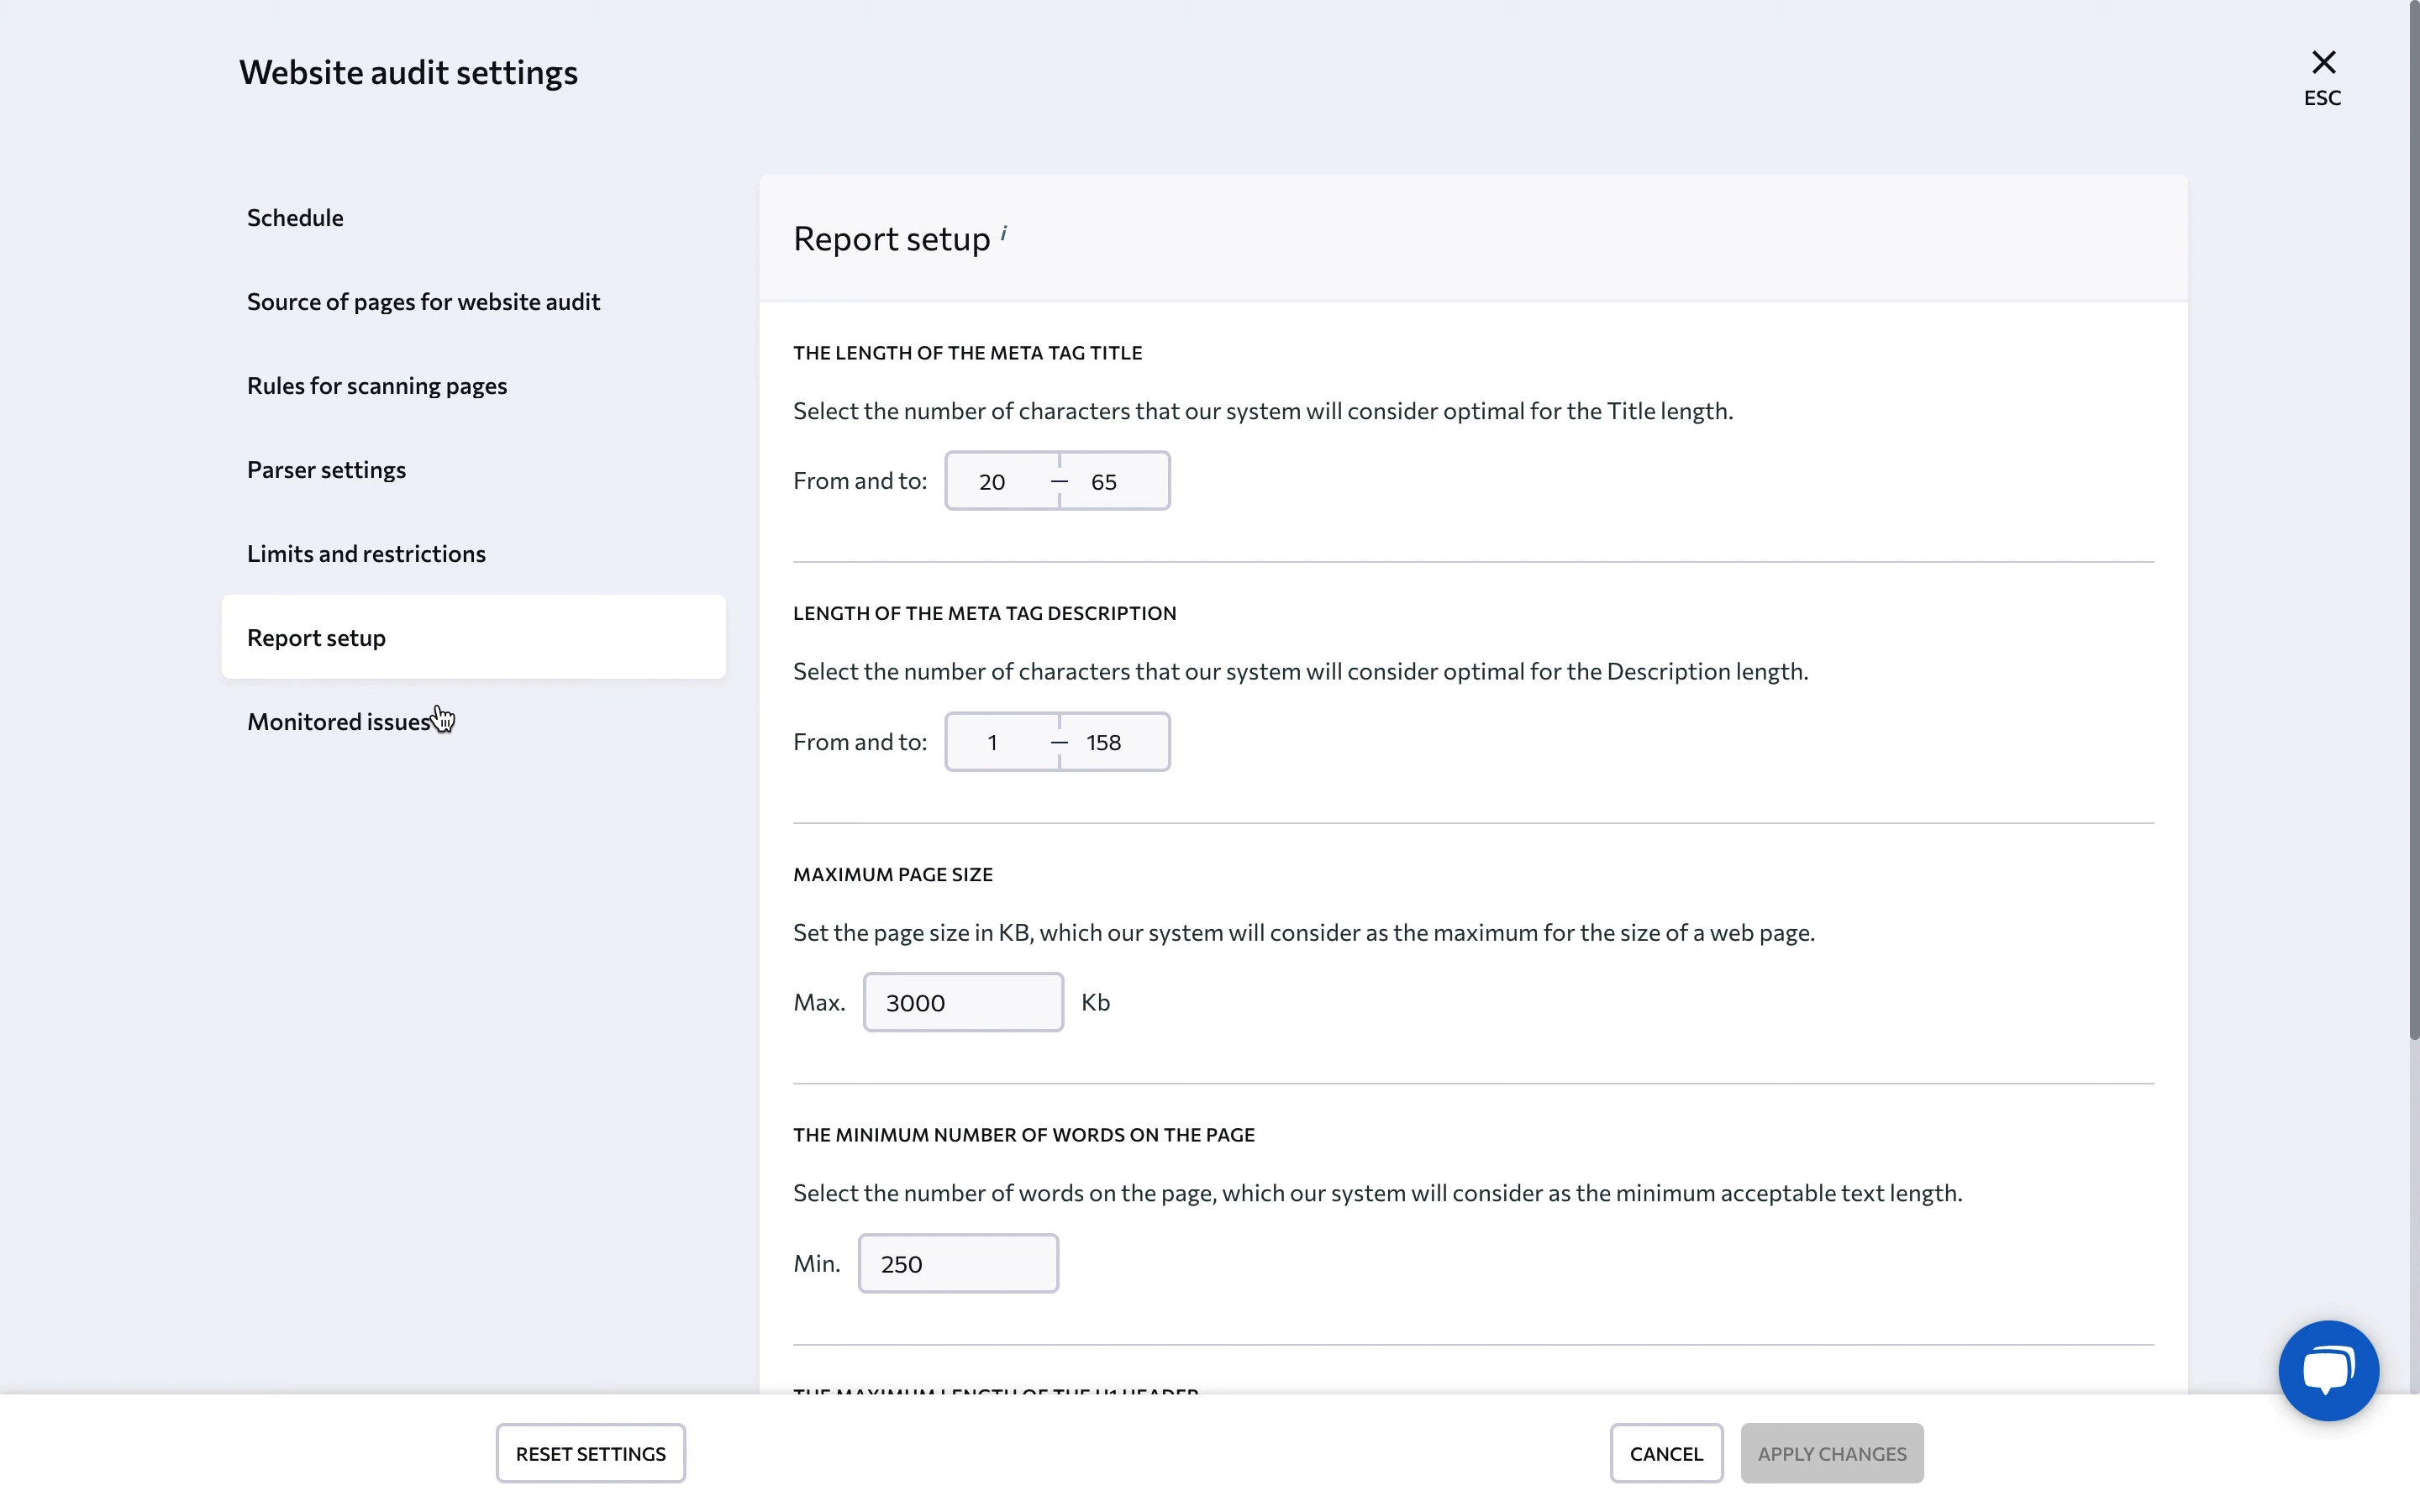 Website audit settings
ESC
Schedule
Source of pages for website audit
Rules for scanning pages
Parser settings
Limits and restrictions
Report setup
Monitored issues
Report setup i
THE LENGTH OF THE META TAG TITLE
Select the number of characters that our system will consider optimal for the Title length.
From and to: 20 – 65
LENGTH OF THE META TAG DESCRIPTION
Select the number of characters that our system will consider optimal for the Description length.
From and to: 1 – 158
MAXIMUM PAGE SIZE
Set the page size in KB, which our system will consider as the maximum for the size of a web page.
Max. 3000 Kb
THE MINIMUM NUMBER OF WORDS ON THE PAGE
Select the number of words on the page, which our system will consider as the minimum acceptable text length.
Min. 250
THE MAXIMUM LENGTH OF THE H1 HEADER
RESET SETTINGS
CANCEL
APPLY CHANGES